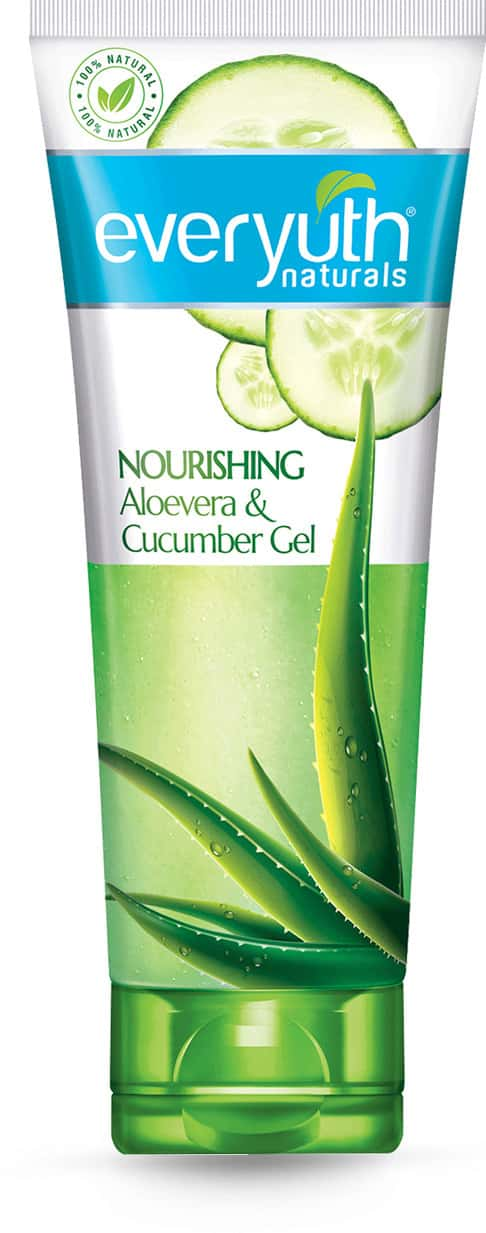 100% NATURAL
100% NATURAL
everyuth®
naturals
NOURISHING
Aloevera &
Cucumber Gel